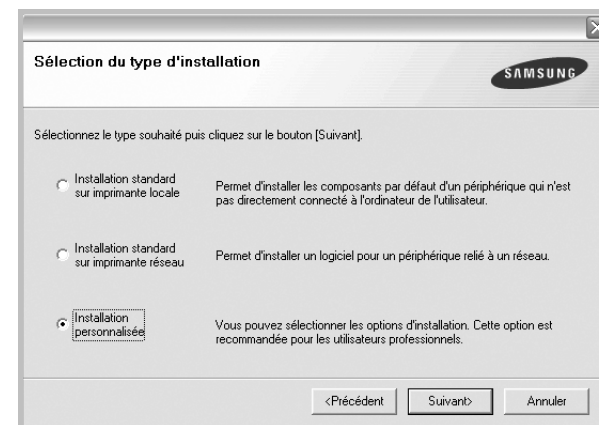 Sélection du type d'installation
SAMSUNG
Sélectionnez le type souhaité puis cliquez sur le bouton [Suivant].
Installation standard
sur imprimante locale
Permet d'installer les composants par défaut d'un périphérique qui n'est
pas directement connecté à l'ordinateur de l'utilisateur.
Installation standard
sur imprimante réseau
Permet d'installer un logiciel pour un périphérique relié à un réseau.
Installation
personnalisée
Vous pouvez sélectionner les options d'installation. Cette option est
recommandée pour les utilisateurs professionnels.
<Précédent Suivant> Annuler